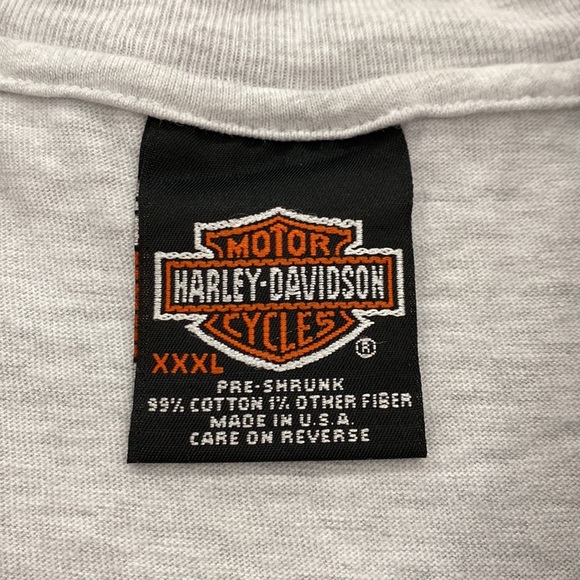 MOTOR
HARLEY-DAVIDSON
CYCLES
®
XXXL
PRE-SHRUNK
99% COTTON 1% OTHER FIBER
MADE IN U.S.A.
CARE ON REVERSE